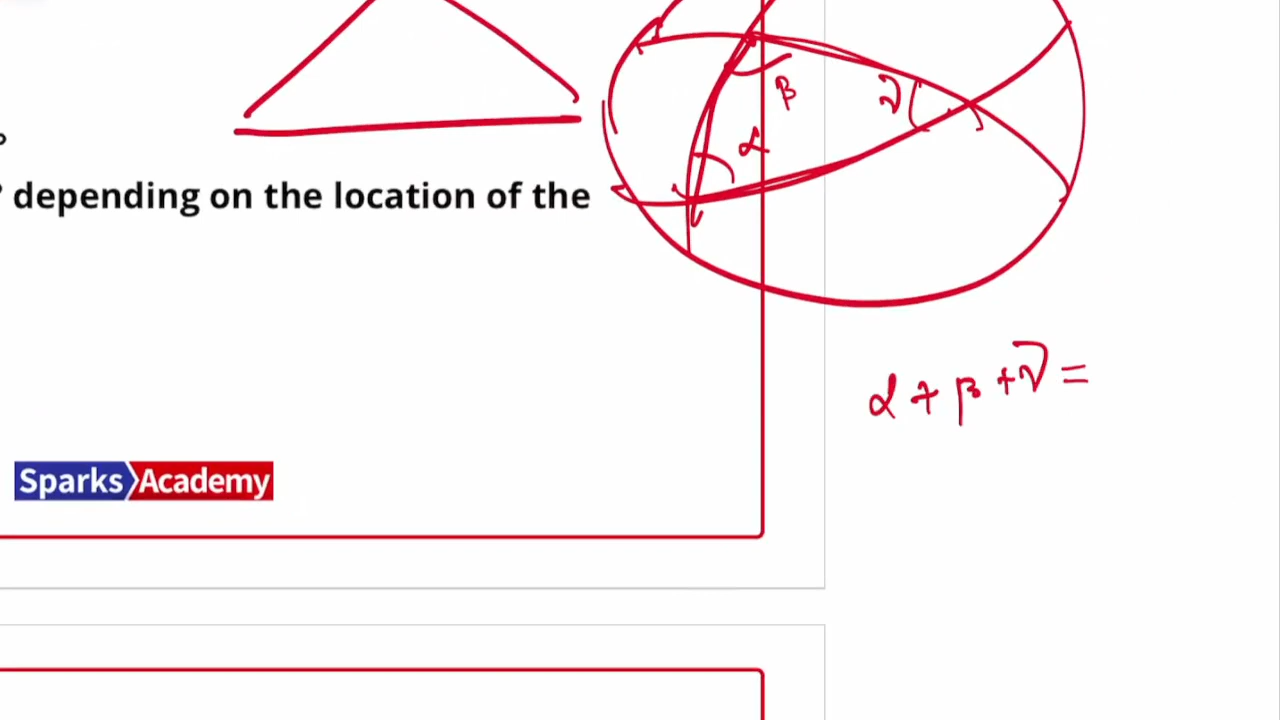 β
γ
α
depending on the location of the
α + β + γ =
Sparks Academy